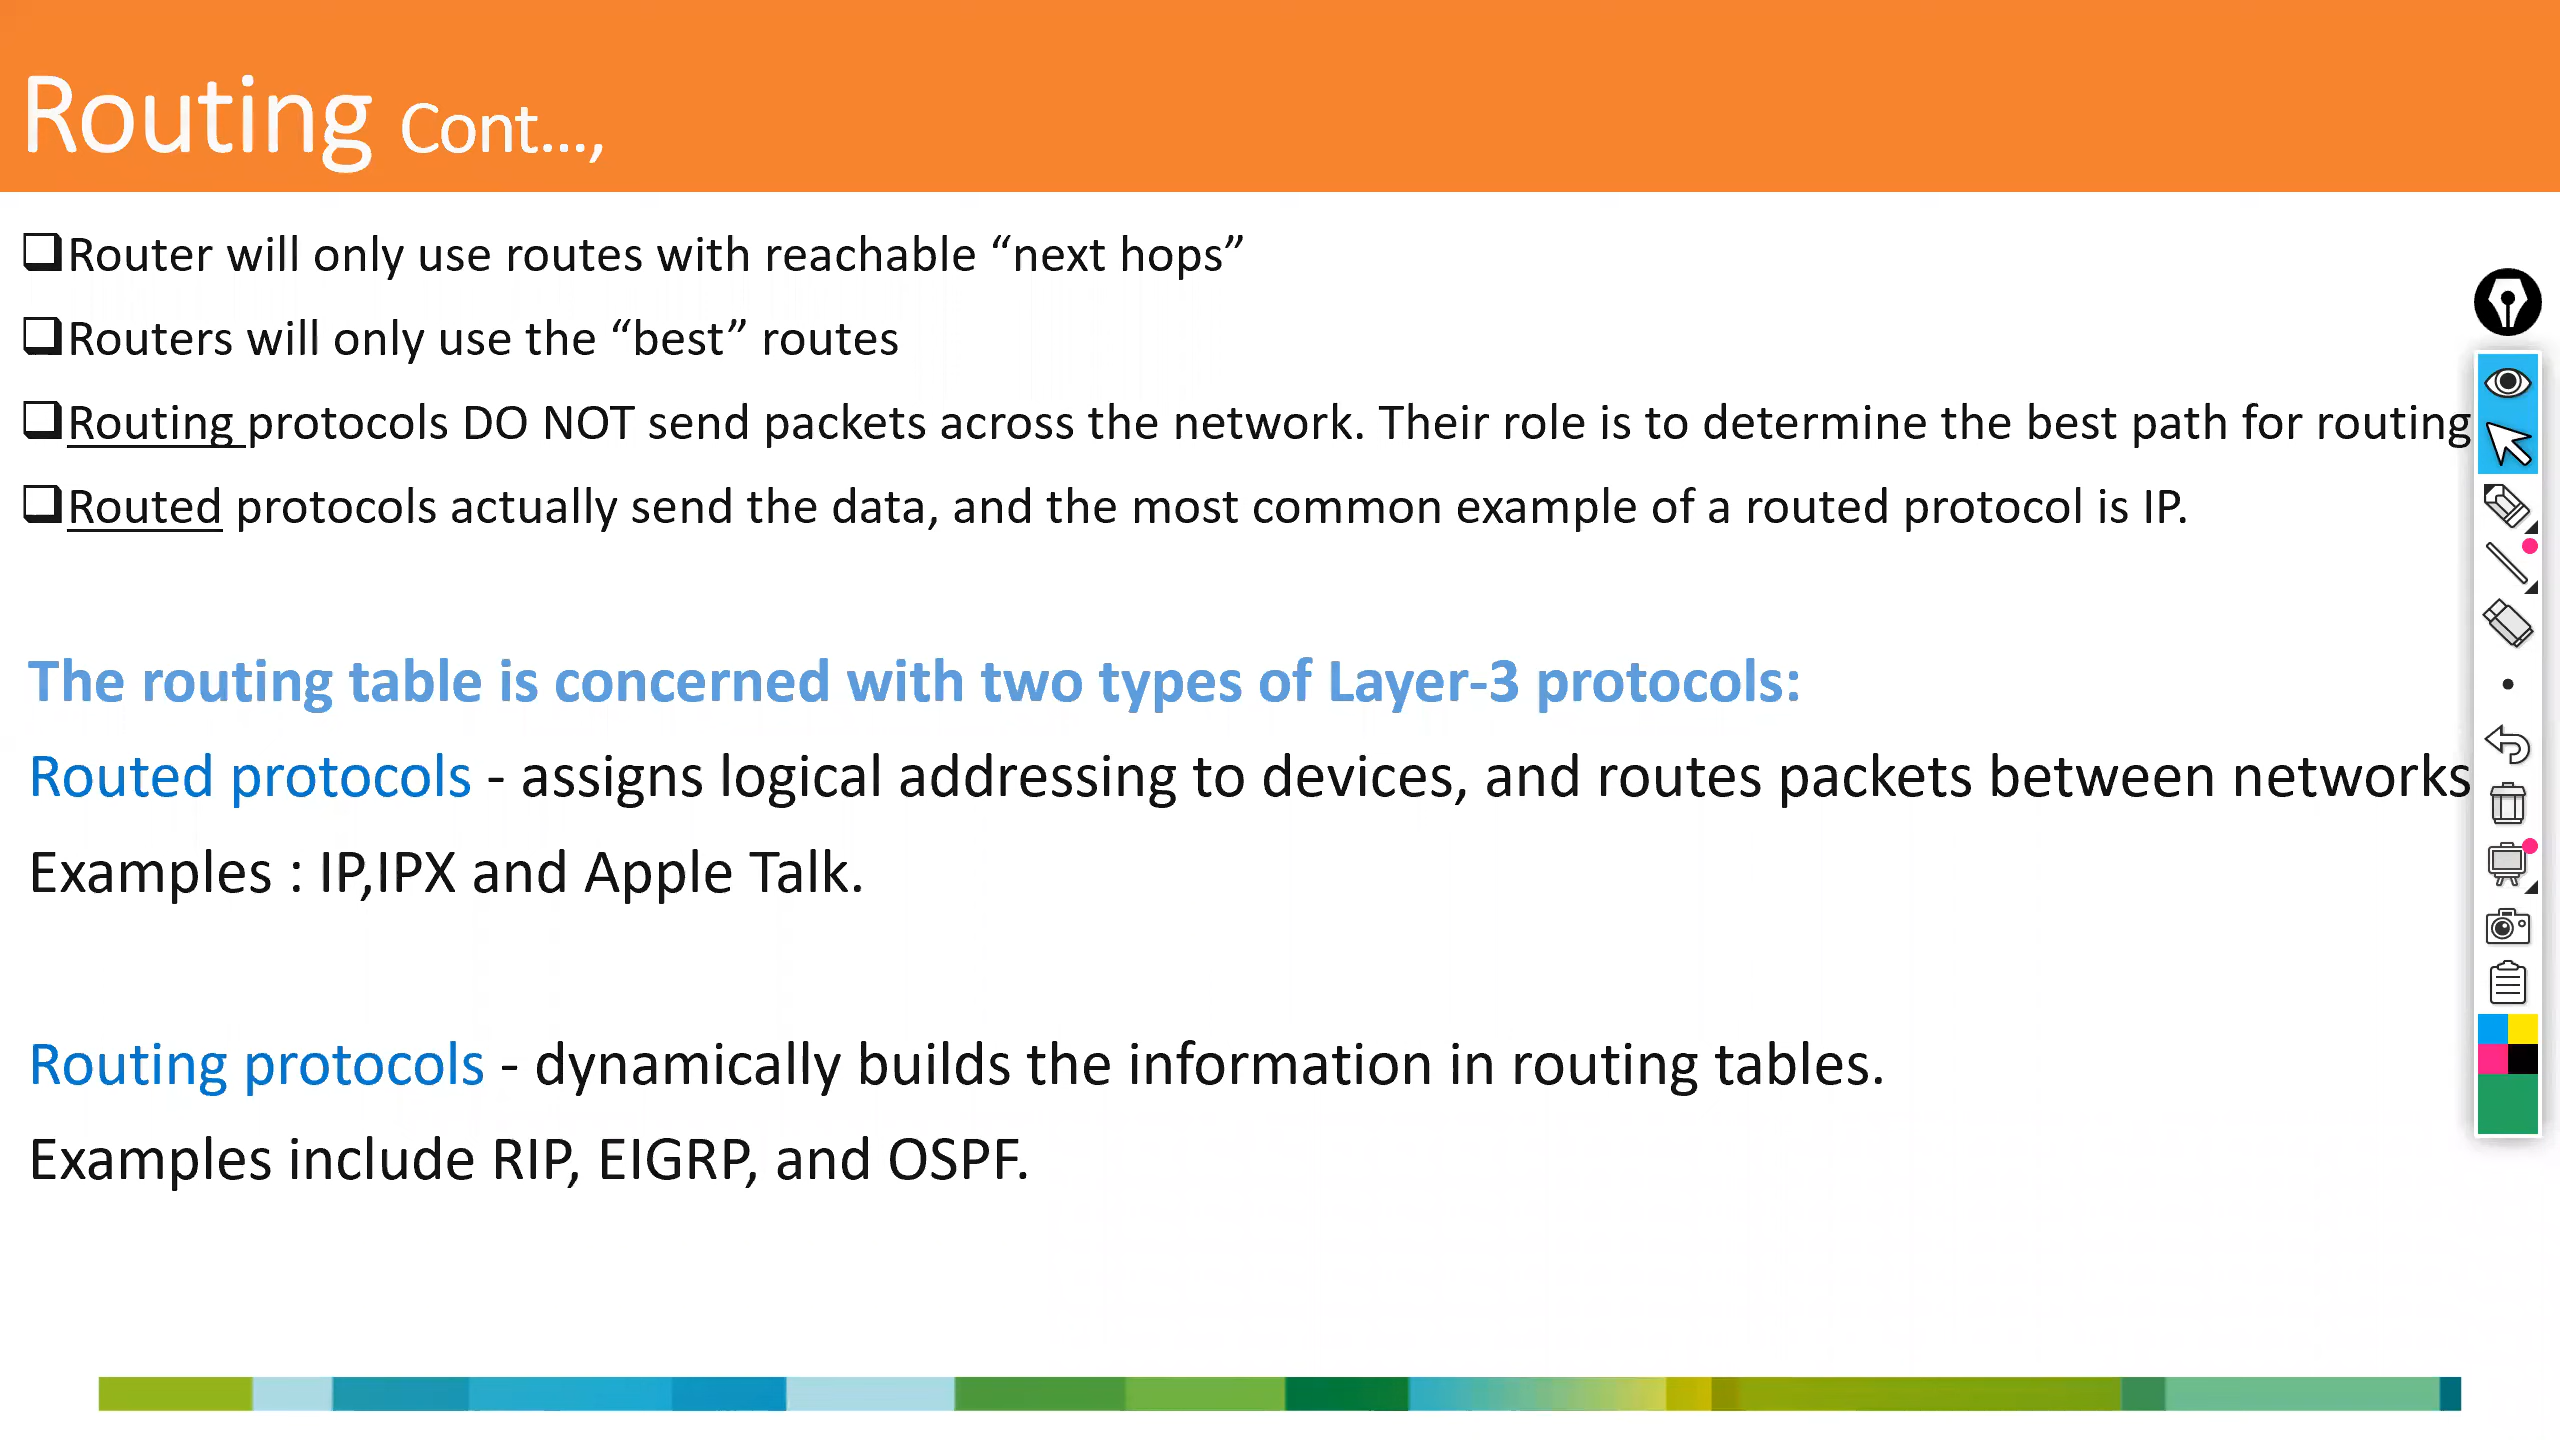 Routing Cont...,
❑Router will only use routes with reachable “next hops”
❑Routers will only use the “best” routes
❑Routing protocols DO NOT send packets across the network. Their role is to determine the best path for routing
❑Routed protocols actually send the data, and the most common example of a routed protocol is IP.
The routing table is concerned with two types of Layer-3 protocols:
Routed protocols - assigns logical addressing to devices, and routes packets between networks
Examples : IP,IPX and Apple Talk.
Routing protocols - dynamically builds the information in routing tables.
Examples include RIP, EIGRP, and OSPF.